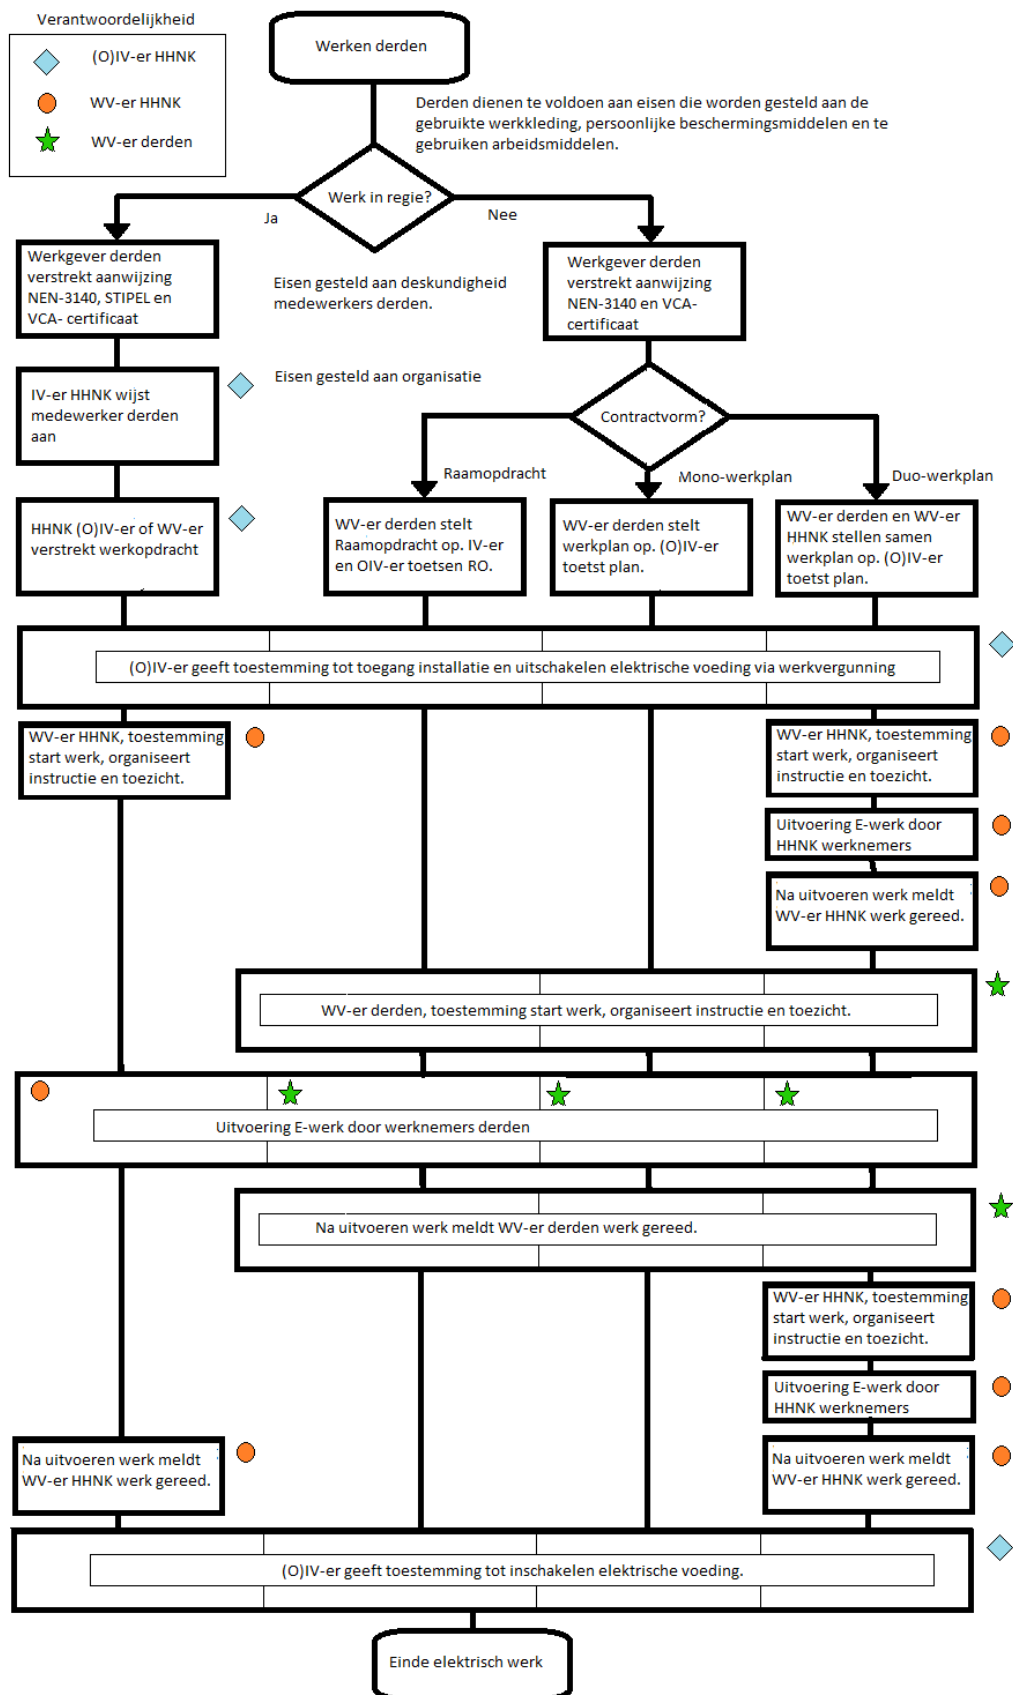 Verantwoordelijkheid
(O)IV-er HHNK
WV-er HHNK
WV-er derden
Werken derden
Derden dienen te voldoen aan eisen die worden gesteld aan de
gebruikte werkkleding, persoonlijke beschermingsmiddelen en te
gebruiken arbeidsmiddelen.
Werk in regie?
Ja
Nee
Werkgever derden
verstrekt aanwijzing
NEN-3140, STIPEL en
VCA- certificaat
Eisen gesteld aan deskundigheid
medewerkers derden.
Werkgever derden
verstrekt aanwijzing
NEN-3140 en VCA-
certificaat
IV-er HHNK wijst
medewerker derden
aan
Eisen gesteld aan organisatie
Contractvorm?
Raamopdracht
Mono-werkplan
Duo-werkplan
HHNK (O)IV-er of WV-er
verstrekt werkopdracht
WV-er derden stelt
Raamopdracht op. IV-er
en OIV-er toetsen RO.
WV-er derden stelt
werkplan op. (O)IV-er
toetst plan.
WV-er derden en WV-er
HHNK stellen samen
werkplan op. (O)IV-er
toetst plan.
(O)IV-er geeft toestemming tot toegang installatie en uitschakelen elektrische voeding via werkvergunning
WV-er HHNK, toestemming
start werk, organiseert
instructie en toezicht.
WV-er HHNK, toestemming
start werk, organiseert
instructie en toezicht.
Uitvoering E-werk door
HHNK werknemers
Na uitvoeren werk meldt
WV-er HHNK werk gereed.
WV-er derden, toestemming start werk, organiseert instructie en toezicht.
Uitvoering E-werk door werknemers derden
Na uitvoeren werk meldt WV-er derden werk gereed.
WV-er HHNK, toestemming
start werk, organiseert
instructie en toezicht.
Uitvoering E-werk door
HHNK werknemers
Na uitvoeren werk meldt
WV-er HHNK werk gereed.
Na uitvoeren werk meldt
WV-er HHNK werk gereed.
(O)IV-er geeft toestemming tot inschakelen elektrische voeding.
Einde elektrisch werk